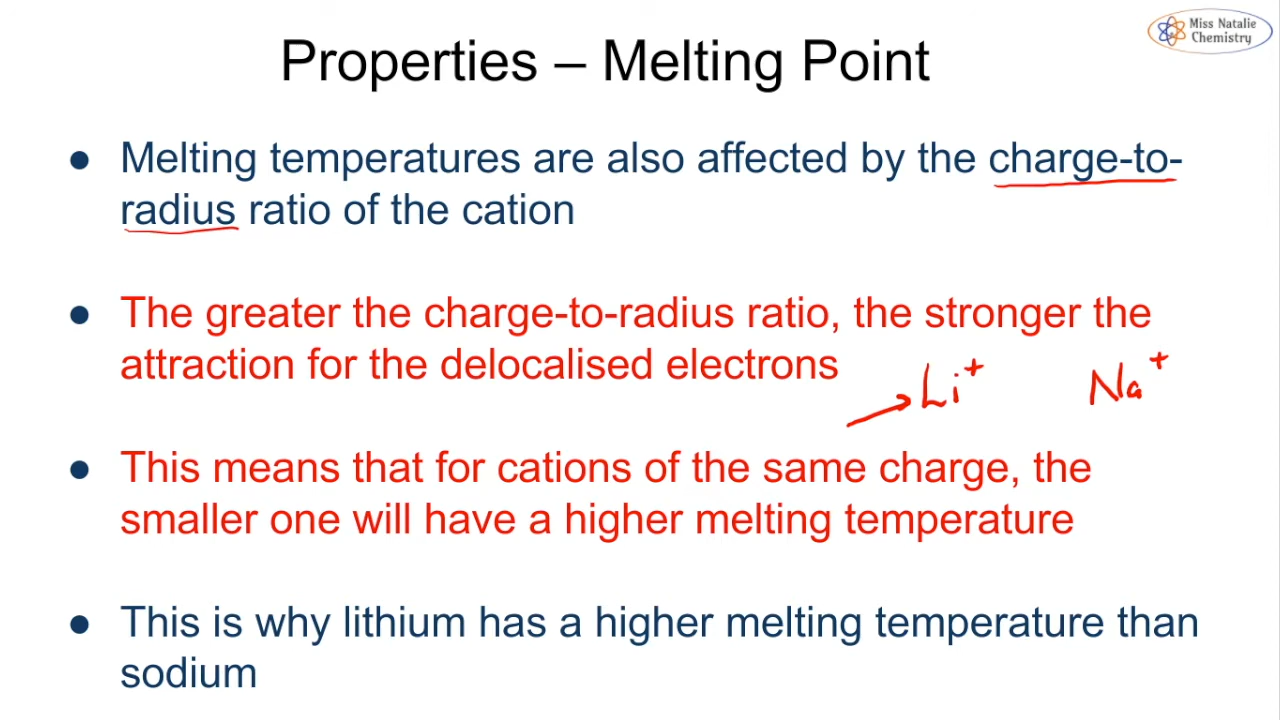 Miss Natalie
Chemistry
Properties – Melting Point
● Melting temperatures are also affected by the charge-to-
radius ratio of the cation
● The greater the charge-to-radius ratio, the stronger the
attraction for the delocalised electrons
Li+ Na+
● This means that for cations of the same charge, the
smaller one will have a higher melting temperature
● This is why lithium has a higher melting temperature than
sodium